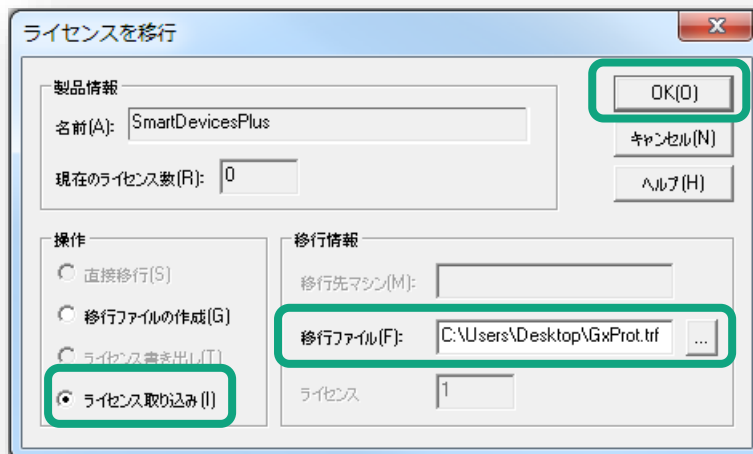 ライセンスを移行
製品情報
名前(A): SmartDevicesPlus
現在のライセンス数(R): 0
OK(O)
キャンセル(N)
ヘルプ(H)
操作
直接移行(S)
移行ファイルの作成(G)
ライセンス書き出し(T)
ライセンス取り込み(I)
移行情報
移行先マシン(M):
移行ファイル(F): C:\Users\Desktop\GxProt.trf ...
ライセンス 1